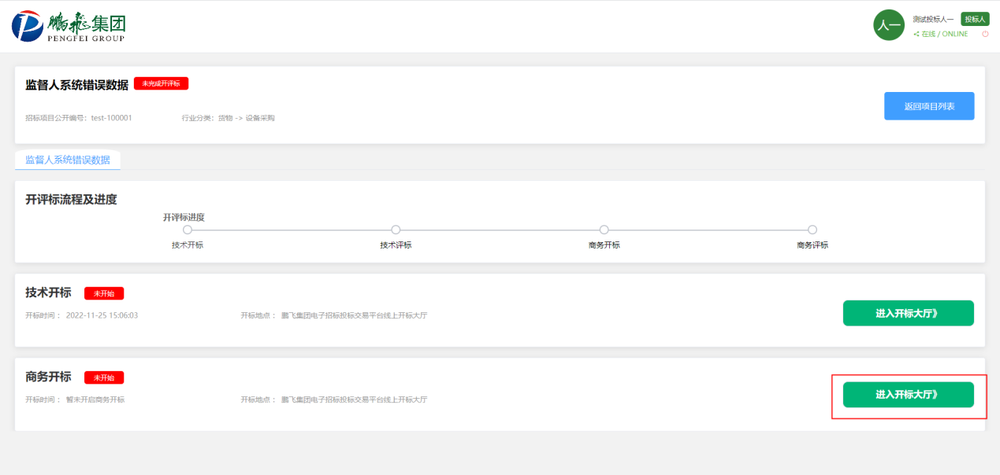 鹏飞集团
PENGFEI GROUP
人一
测试投标人一 投标人
在线 / ONLINE
监督人系统错误数据 未完成开评标
招标项目公开编号：test-100001 行业分类：货物 -> 设备采购
返回项目列表
监督人系统错误数据
开评标流程及进度
开评标进度
技术开标 技术评标 商务开标 商务评标
技术开标 未开始
开标时间 ： 2022-11-25 15:06:03 开标地点 ： 鹏飞集团电子招标投标交易平台线上开标大厅
进入开标大厅》
商务开标 未开始
开标时间 ： 暂未开启商务开标 开标地点 ： 鹏飞集团电子招标投标交易平台线上开标大厅
进入开标大厅》